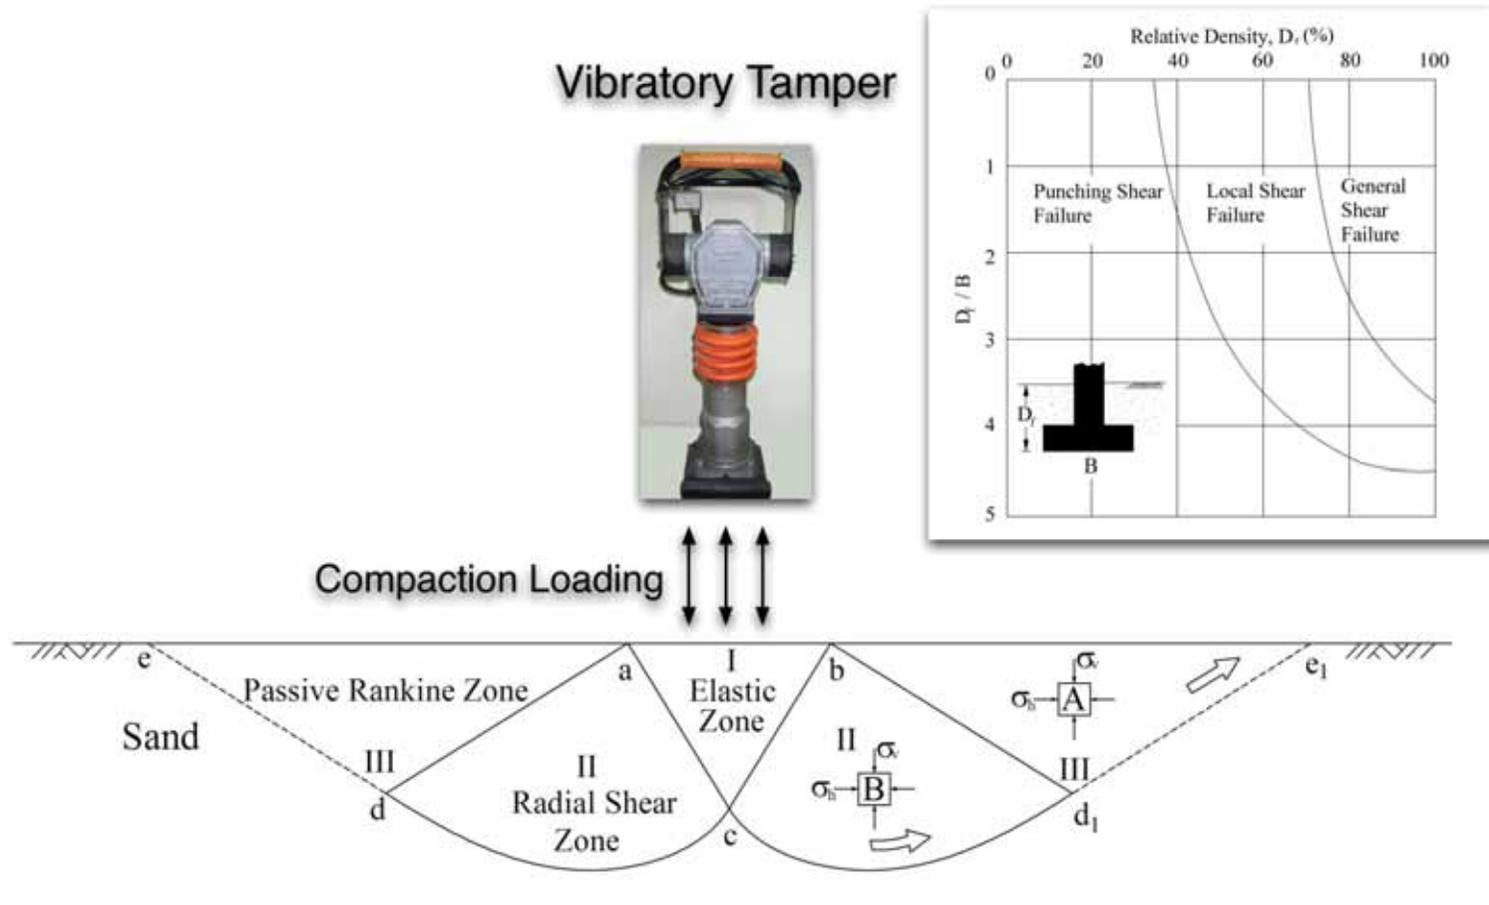 Vibratory Tamper
Relative Density, Dr (%)
0 20 40 60 80 100
0
1
2
3
4
5
Df / B
Punching Shear
Failure
Local Shear
Failure
General
Shear
Failure
Df
B
Compaction Loading
e
a
b
e1
I
Elastic
Zone
Passive Rankine Zone
Sand
III
d
II
Radial Shear
Zone
c
II
σv
σh
B
σv
σh
A
III
d1